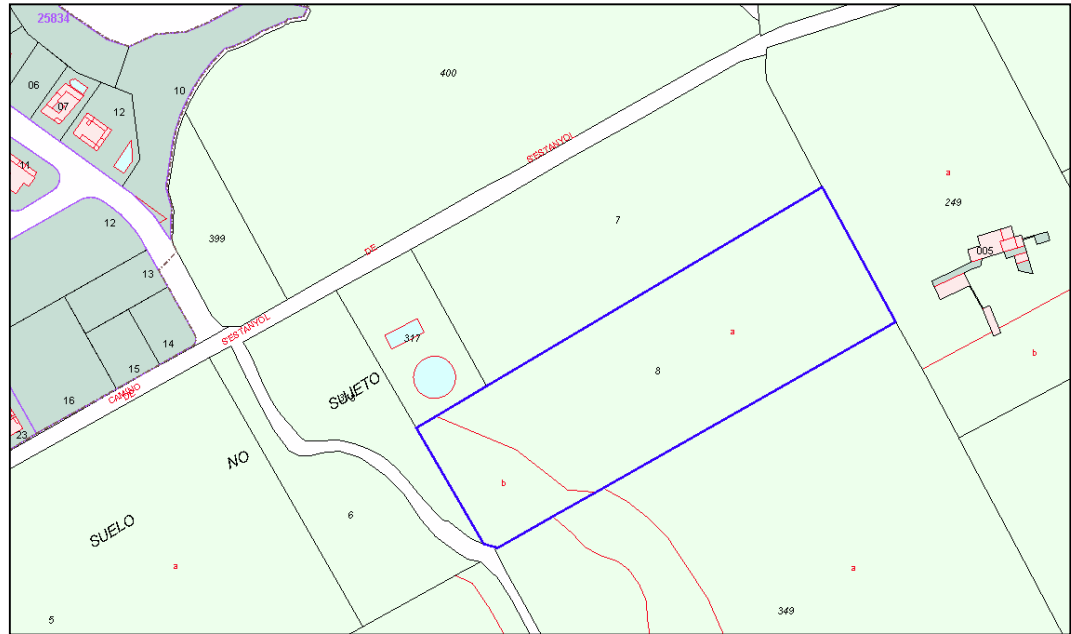 25834
400
06
07
10
12
11
a
12
399
7
249
005
13
DE S'ESTANYOL
317
a
b
14
S'ESTANYOL
8
15
SUJETO
CAMINO DE
16
23
NO
b
6
SUELO
a
a
5
349